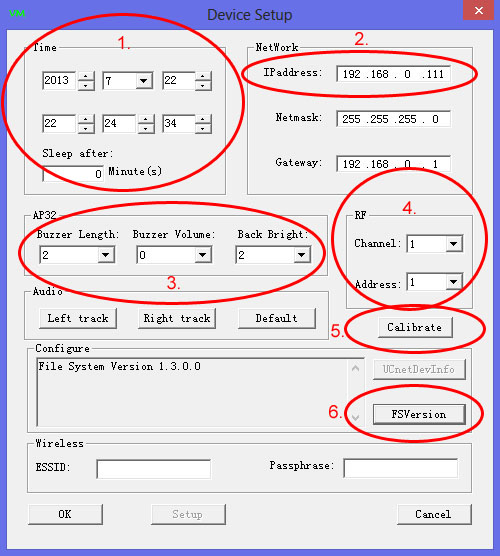 VM Device Setup
Time 1.
2013 7 22
22 24 34
Sleep after:
0 Minute(s)
NetWork 2.
IPaddress: 192 .168 . 0 .111
Netmask: 255 .255 .255 . 0
Gateway: 192 .168 . 0 . 1
AP32
Buzzer Length: Buzzer Volume: Back Bright:
2 0 2
3.
RF
4.
Channel: 1
Address: 1
Audio
Left track Right track Default
5. Calibrate
Configure
File System Version 1.3.0.0
UCnetDevInfo
6. FSVersion
Wireless
ESSID: Passphrase:
OK Setup Cancel